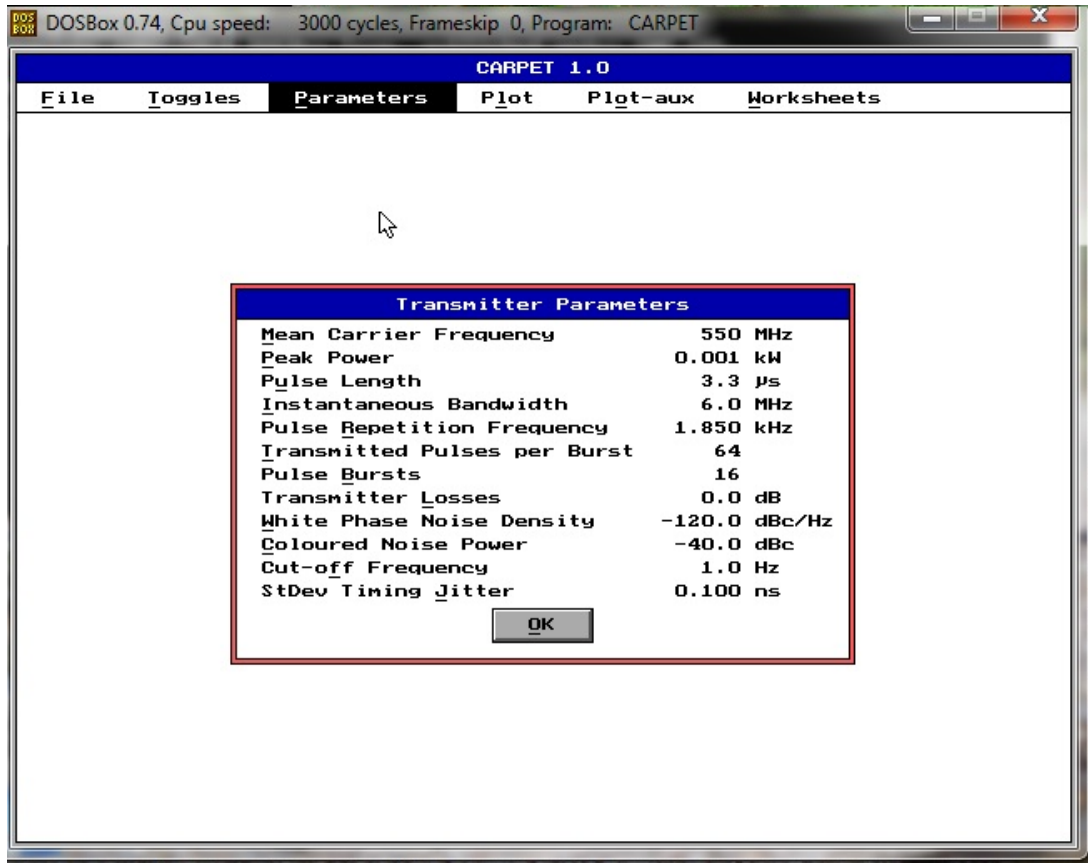 DOS BOX DOSBox 0.74, Cpu speed: 3000 cycles, Frameskip 0, Program: CARPET
CARPET 1.0
File Toggles Parameters Plot Plot-aux Worksheets
Transmitter Parameters
Mean Carrier Frequency 550 MHz
Peak Power 0.001 kW
Pulse Length 3.3 µs
Instantaneous Bandwidth 6.0 MHz
Pulse Repetition Frequency 1.850 kHz
Transmitted Pulses per Burst 64
Pulse Bursts 16
Transmitter Losses 0.0 dB
White Phase Noise Density -120.0 dBc/Hz
Coloured Noise Power -40.0 dBc
Cut-off Frequency 1.0 Hz
StDev Timing Jitter 0.100 ns
OK